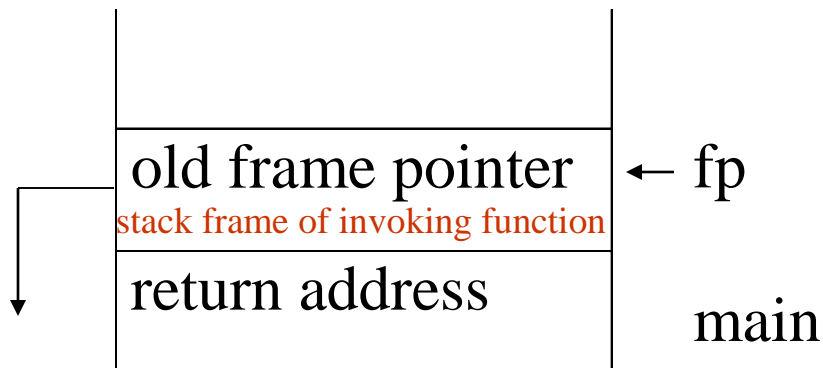 old frame pointer
fp
stack frame of invoking function
return address
main